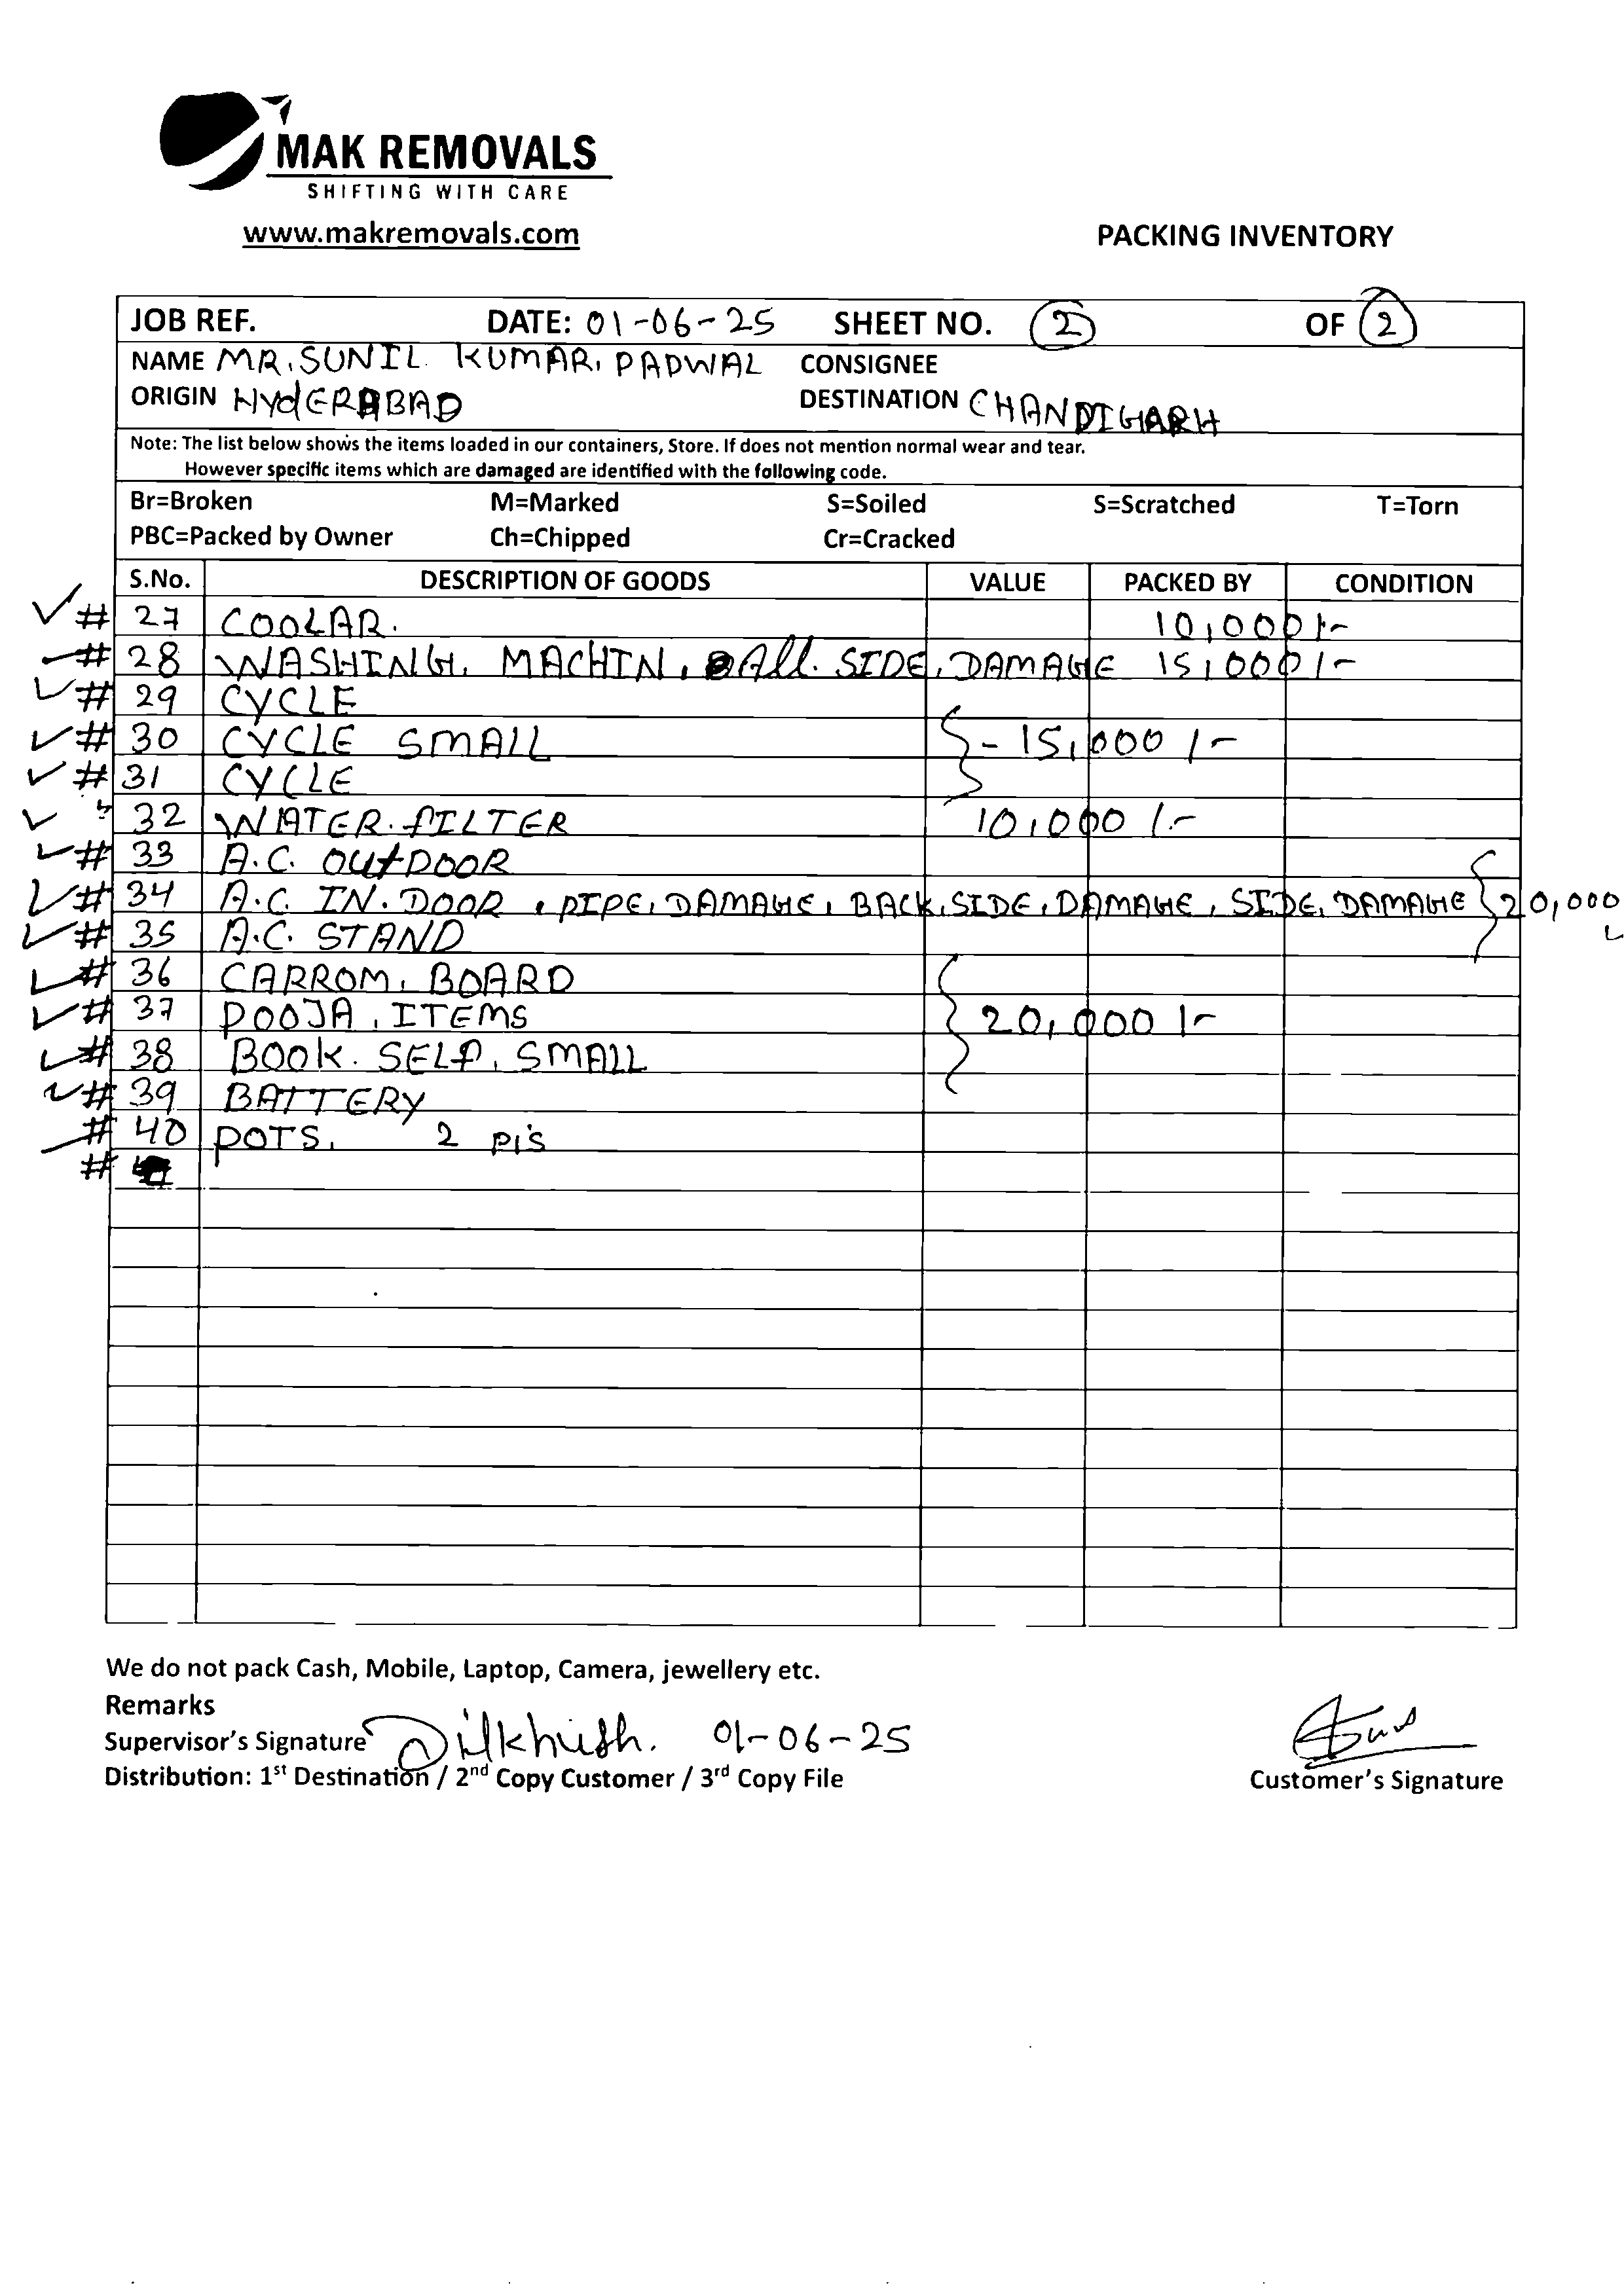 MAK REMOVALS
SHIFTING WITH CARE
www.makremovals.com
PACKING INVENTORY
JOB REF. DATE: 01-06-25 SHEET NO. 2 OF 2
NAME MR. SUNIL KUMAR. PADWAL CONSIGNEE
ORIGIN HYdERABAD DESTINATION CHANDIGARH
Note: The list below shows the items loaded in our containers, Store. If does not mention normal wear and tear.
However specific items which are damaged are identified with the following code.
Br=Broken M=Marked S=Soiled S=Scratched T=Torn
PBC=Packed by Owner Ch=Chipped Cr=Cracked
S.No. DESCRIPTION OF GOODS VALUE PACKED BY CONDITION
✓# 27 COOLAR. 10,000/-
✓# 28 WASHING. MACHIN, All. SIDE, DAMAGE 15,000/-
✓# 29 CYCLE
✓# 30 CYCLE SMALL } - 15,000/-
✓# 31 CYCLE
✓ 32 WATER. fILTER 10,000/-
✓# 33 A.C. OUtDOOR
✓# 34 A.C. IN. DOOR, PIPE, DAMAGE, BACK, SIDE, DAMAGE, SIDE, DAMAGE } 20,000
✓# 35 A.C. STAND
✓# 36 CARROM, BOARD
✓# 37 POOJA, ITEMS } 20,000/-
✓# 38 BOOK. SELF, SMALL
✓# 39 BATTERY
# 40 POTS, 2 PIS
#
We do not pack Cash, Mobile, Laptop, Camera, jewellery etc.
Remarks
Supervisor's Signature Dilkhush. 01-06-25
Distribution: 1st Destination / 2nd Copy Customer / 3rd Copy File
Customer's Signature